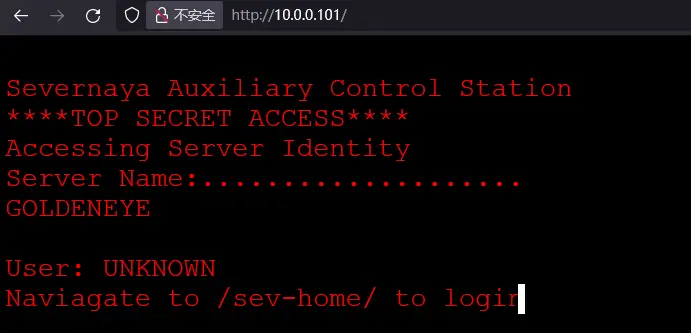 不安全 http://10.0.0.101/
Severnaya Auxiliary Control Station
****TOP SECRET ACCESS****
Accessing Server Identity
Server Name:....................
GOLDENEYE
User: UNKNOWN
Naviagate to /sev-home/ to login